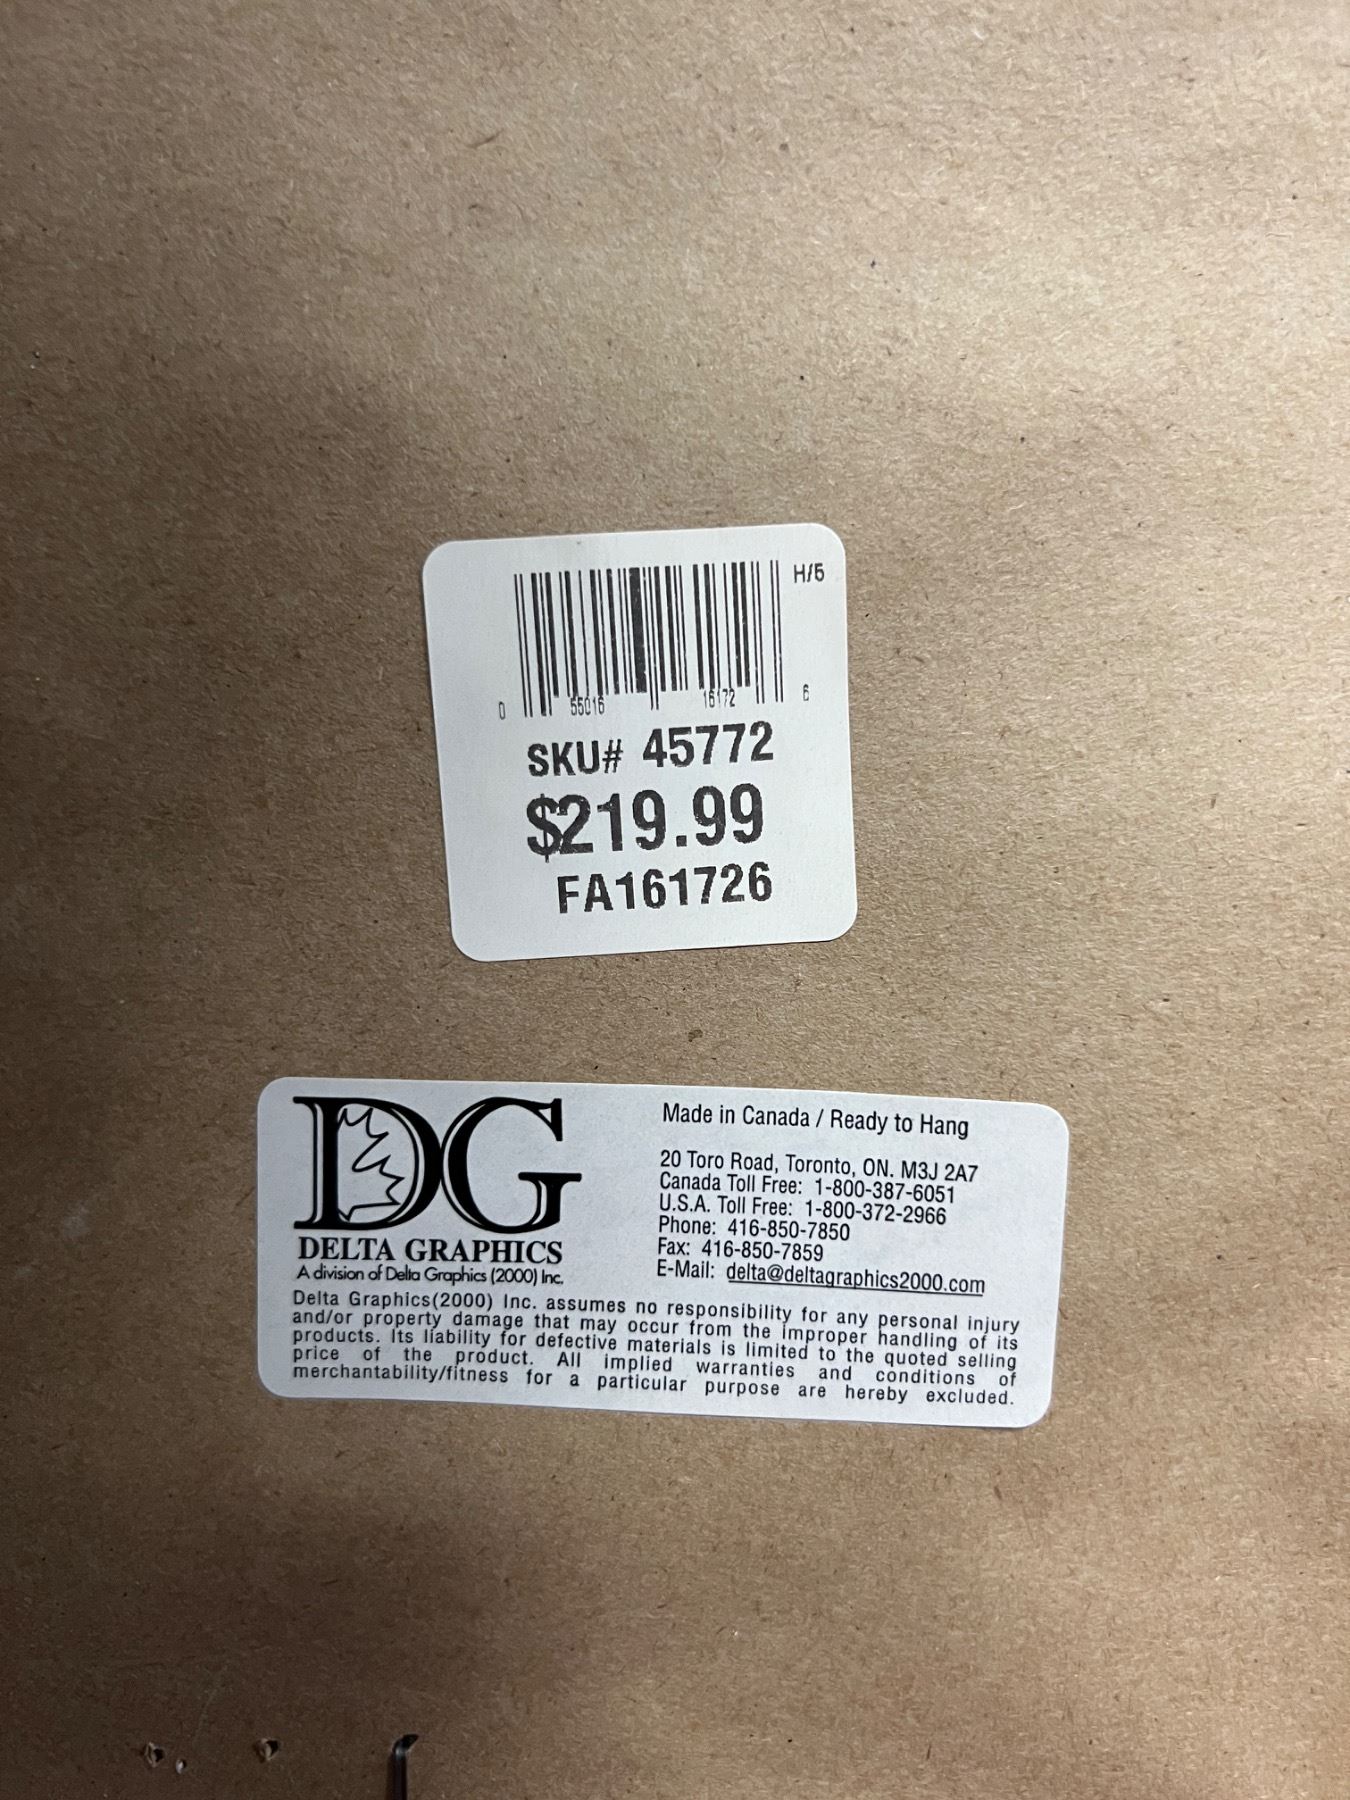 H/5
0 55016 16172 6
SKU# 45772
$219.99
FA161726
DG
DELTA GRAPHICS
A division of Delta Graphics (2000) Inc.
Made in Canada / Ready to Hang
20 Toro Road, Toronto, ON. M3J 2A7
Canada Toll Free: 1-800-387-6051
U.S.A. Toll Free: 1-800-372-2966
Phone: 416-850-7850
Fax: 416-850-7859
E-Mail: delta@deltagraphics2000.com
Delta Graphics(2000) Inc. assumes no responsibility for any personal injury
and/or property damage that may occur from the improper handling of its
products. Its liability for defective materials is limited to the quoted selling
price of the product. All implied warranties and conditions of
merchantability/fitness for a particular purpose are hereby excluded.